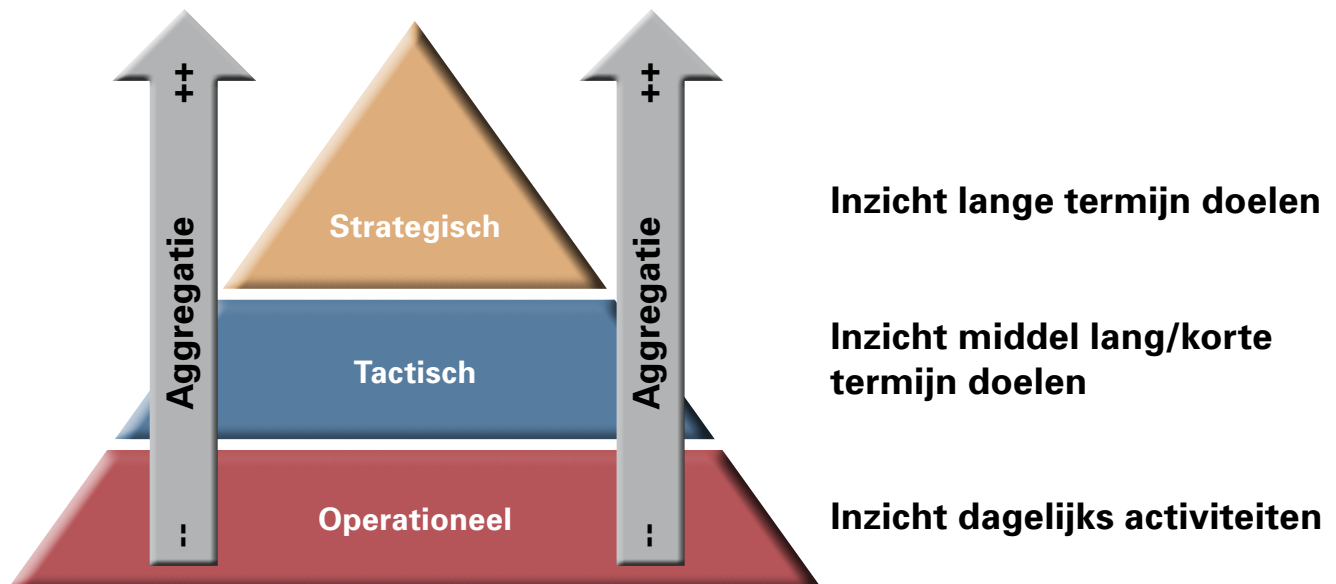 ++
Aggregatie
--
++
Aggregatie
--
Strategisch
Inzicht lange termijn doelen
Tactisch
Inzicht middel lang/korte
termijn doelen
Operationeel
Inzicht dagelijks activiteiten